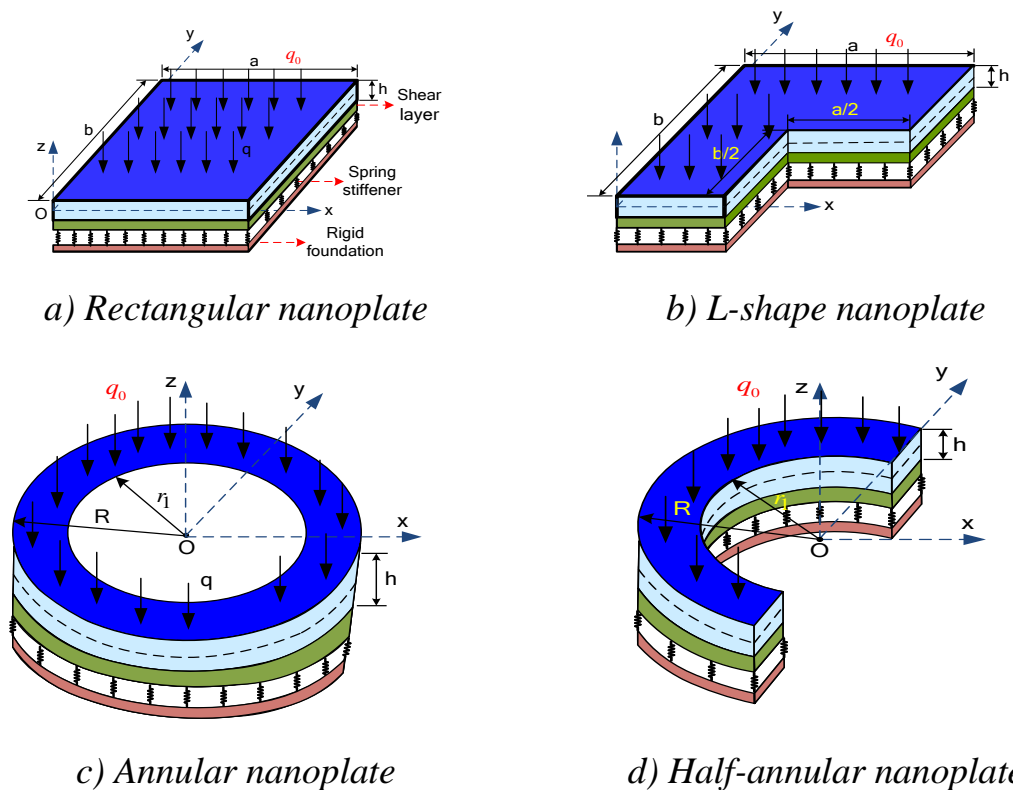 y
a
q₀
h
Shear
layer
b
z
q
Spring
stiffener
O
x
Rigid
foundation
a) Rectangular nanoplate
y
a
q₀
h
a/2
b
b/2
x
b) L-shape nanoplate
q₀
z
y
r₁
R
x
O
q
h
c) Annular nanoplate
q₀
z
y
h
R
r₁
x
O
d) Half-annular nanoplate